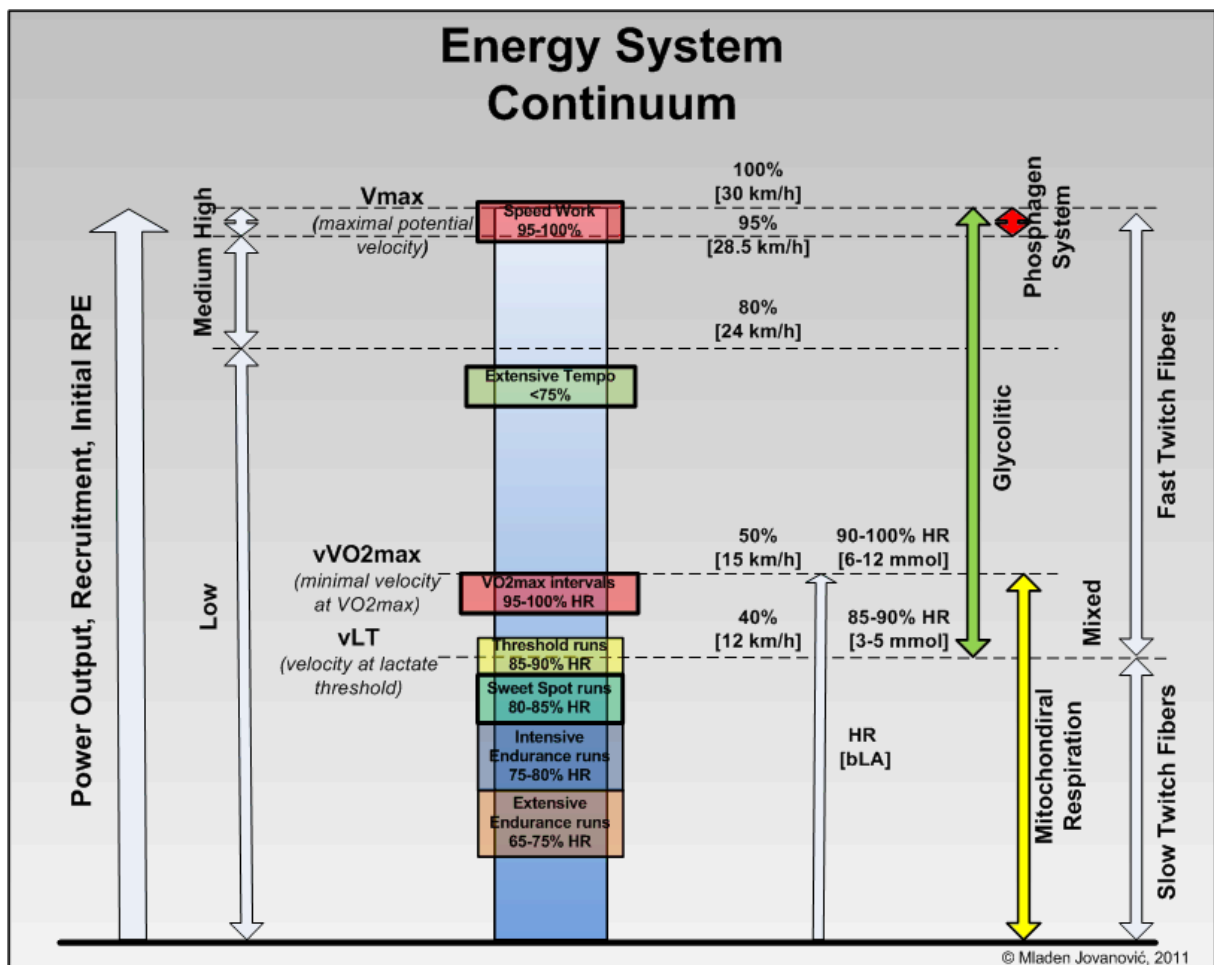 Energy System
Continuum
Power Output, Recruitment, Initial RPE
High
Medium
Low
Vmax
(maximal potential
velocity)
Speed Work
95-100%
100%
[30 km/h]
95%
[28.5 km/h]
Phosphagen
System
80%
[24 km/h]
Extensive Tempo
<75%
Glycolitic
Fast Twitch Fibers
vVO2max
(minimal velocity
at VO2max)
VO2max intervals
95-100% HR
50%
[15 km/h]
90-100% HR
[6-12 mmol]
vLT
(velocity at lactate
threshold)
Threshold runs
85-90% HR
40%
[12 km/h]
85-90% HR
[3-5 mmol]
Mixed
Sweet Spot runs
80-85% HR
Intensive
Endurance runs
75-80% HR
Extensive
Endurance runs
65-75% HR
HR
[bLA]
Mitochondiral
Respiration
Slow Twitch Fibers
© Mladen Jovanović, 2011